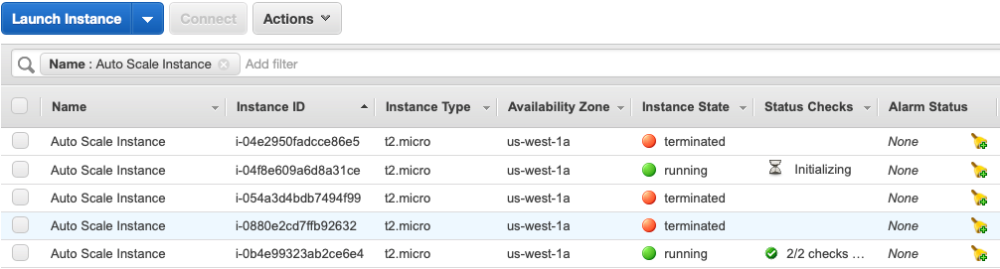 Launch Instance Connect Actions
Name : Auto Scale Instance Add filter
Name Instance ID Instance Type Availability Zone Instance State Status Checks Alarm Status
Auto Scale Instance i-04e2950fadcce86e5 t2.micro us-west-1a terminated None
Auto Scale Instance i-04f8e609a6d8a31ce t2.micro us-west-1a running Initializing None
Auto Scale Instance i-054a3d4bdb7494f99 t2.micro us-west-1a terminated None
Auto Scale Instance i-0880e2cd7ffb92632 t2.micro us-west-1a terminated None
Auto Scale Instance i-0b4e99323ab2ce6e4 t2.micro us-west-1a running 2/2 checks ... None